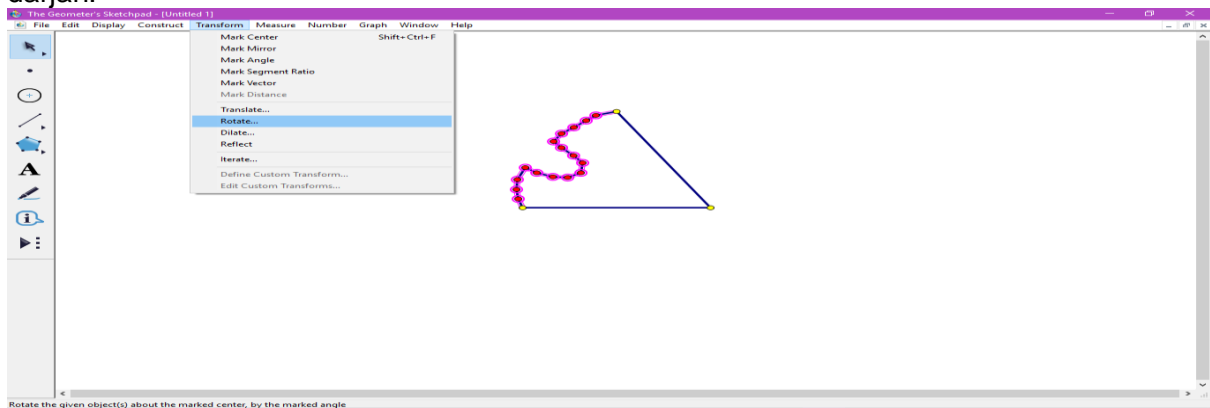 darjah.
The Geometer's Sketchpad - [Untitled 1]
File Edit Display Construct Transform Measure Number Graph Window Help
Mark Center Shift+Ctrl+F
Mark Mirror
Mark Angle
Mark Segment Ratio
Mark Vector
Mark Distance
Translate...
Rotate...
Dilate...
Reflect
Iterate...
Define Custom Transform...
Edit Custom Transforms...
A
i
Rotate the given object(s) about the marked center, by the marked angle